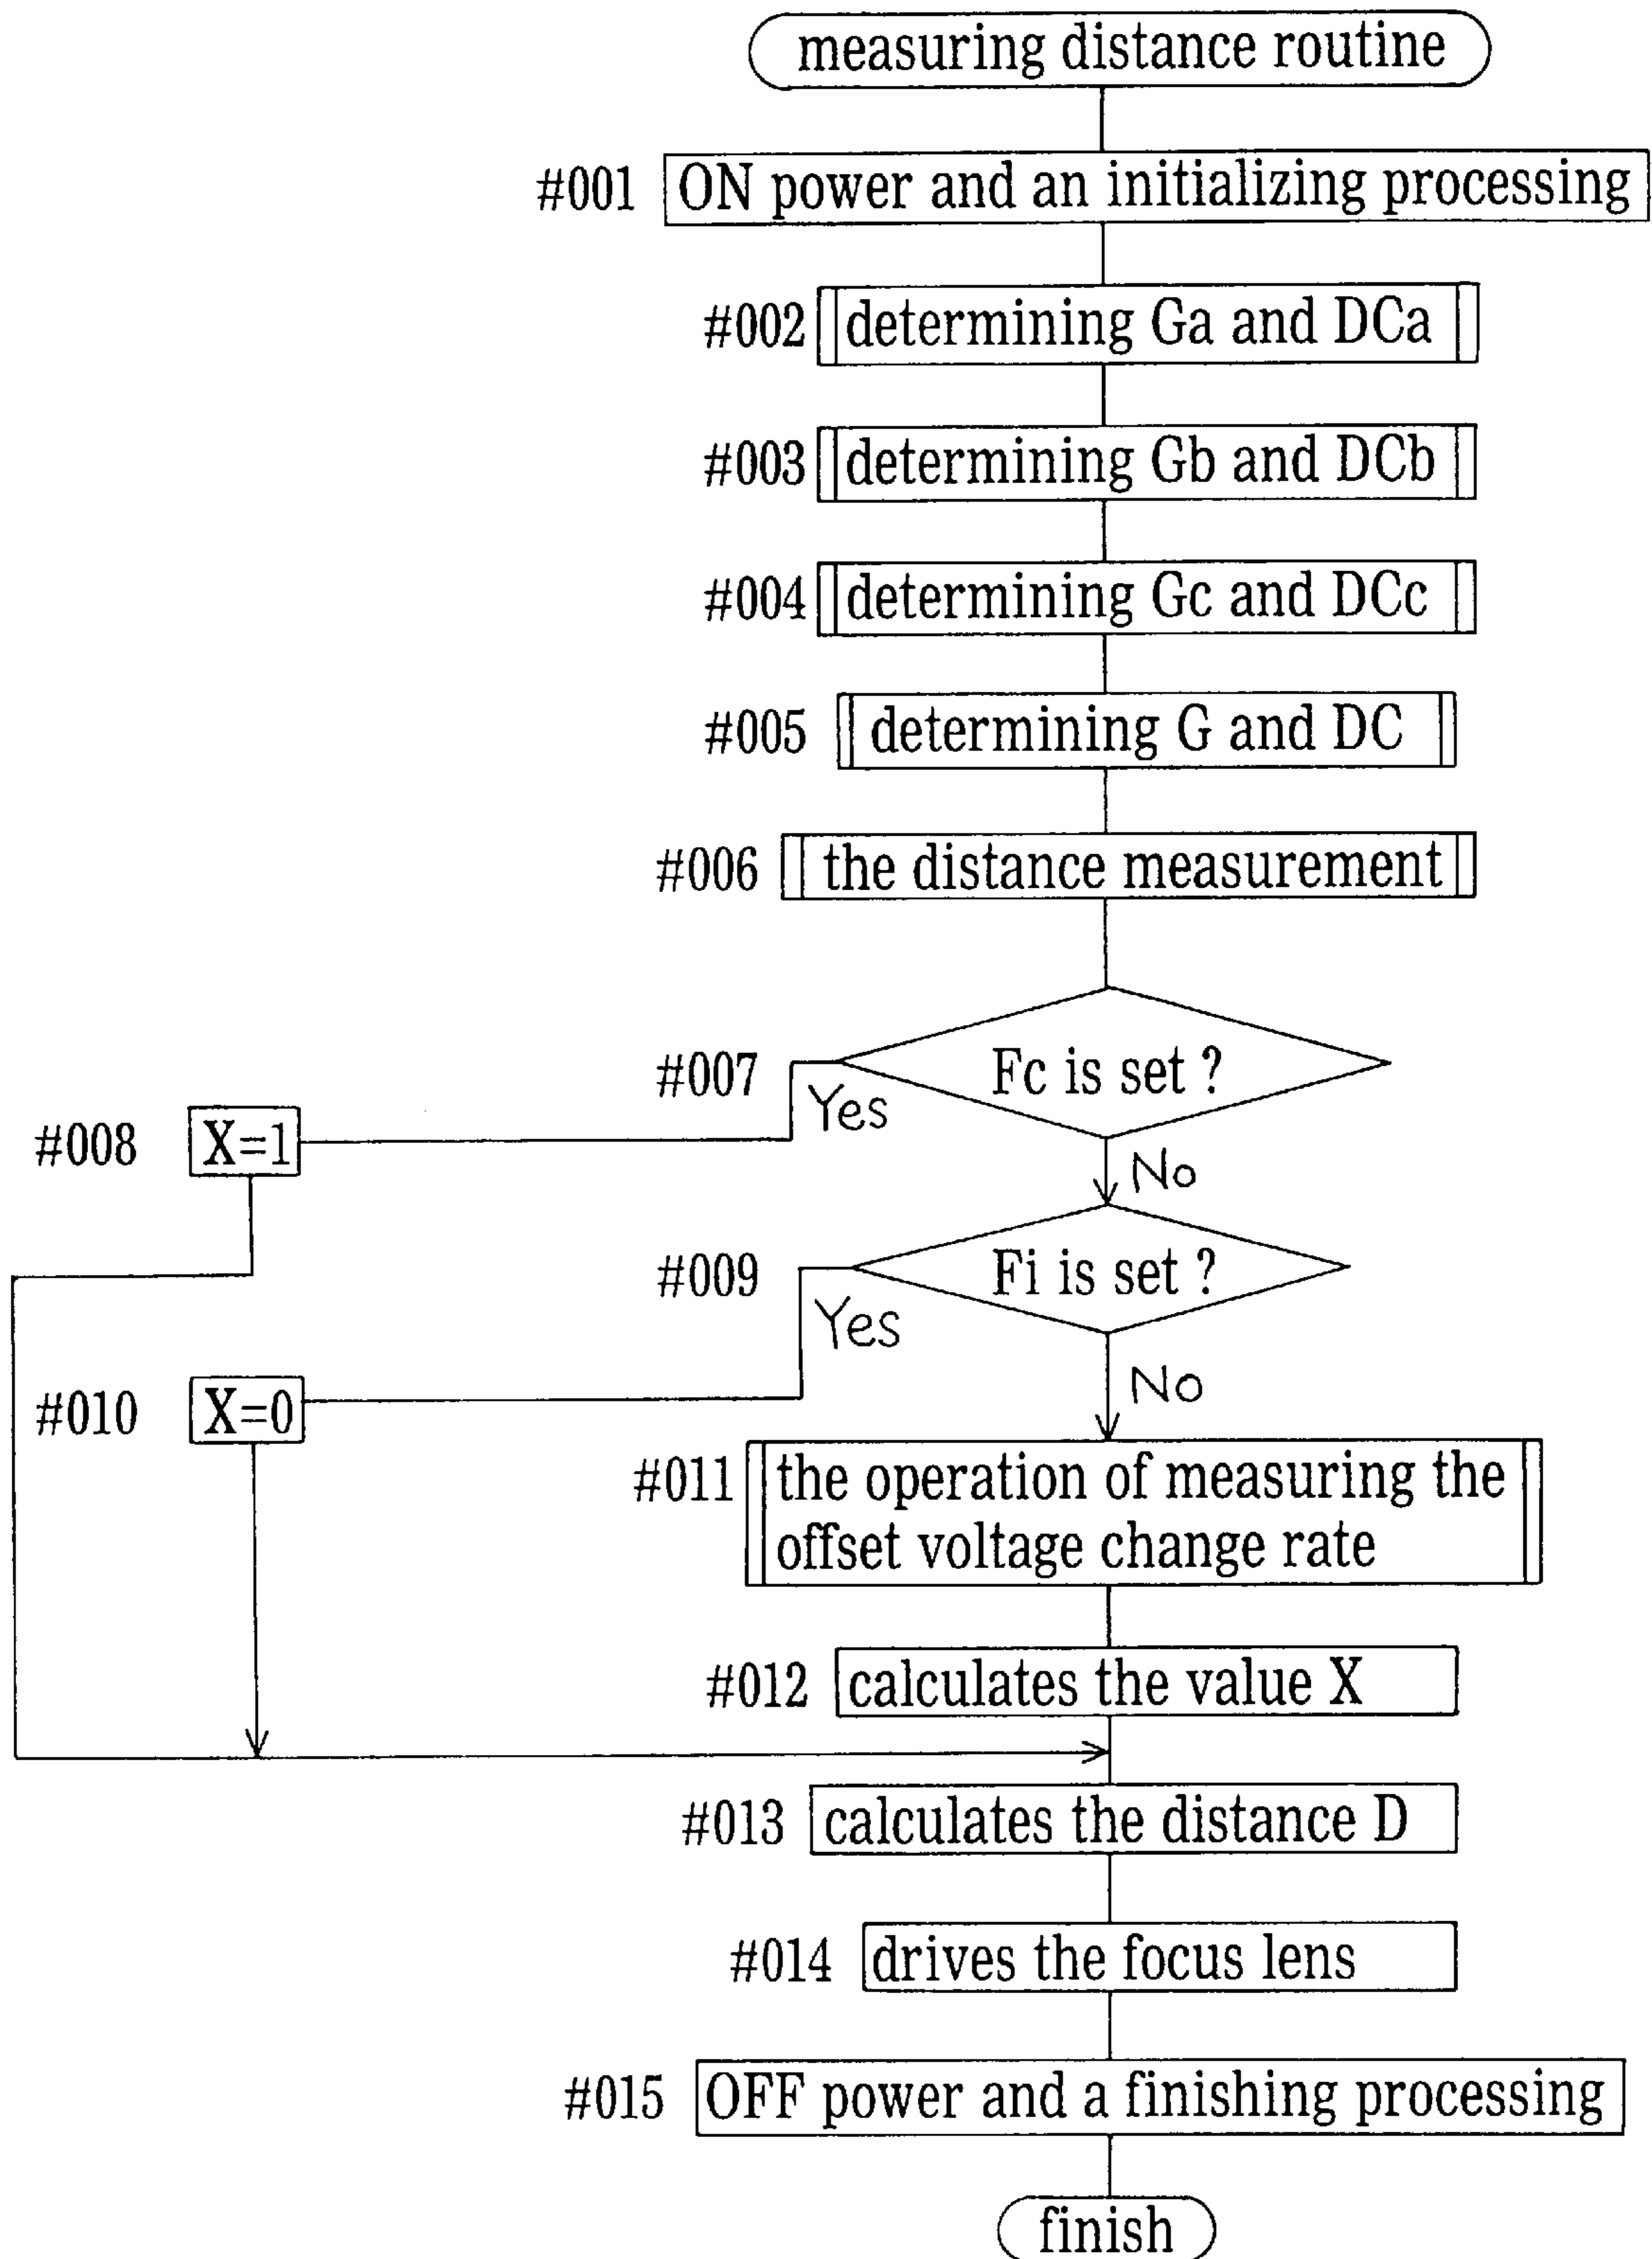 measuring distance routine
#001 ON power and an initializing processing
#002 determining Ga and DCa
#003 determining Gb and DCb
#004 determining Gc and DCc
#005 determining G and DC
#006 the distance measurement
#007 Fc is set ?
Yes
#008 X=1
No
#009 Fi is set ?
Yes
#010 X=0
No
#011 the operation of measuring the
offset voltage change rate
#012 calculates the value X
#013 calculates the distance D
#014 drives the focus lens
#015 OFF power and a finishing processing
finish